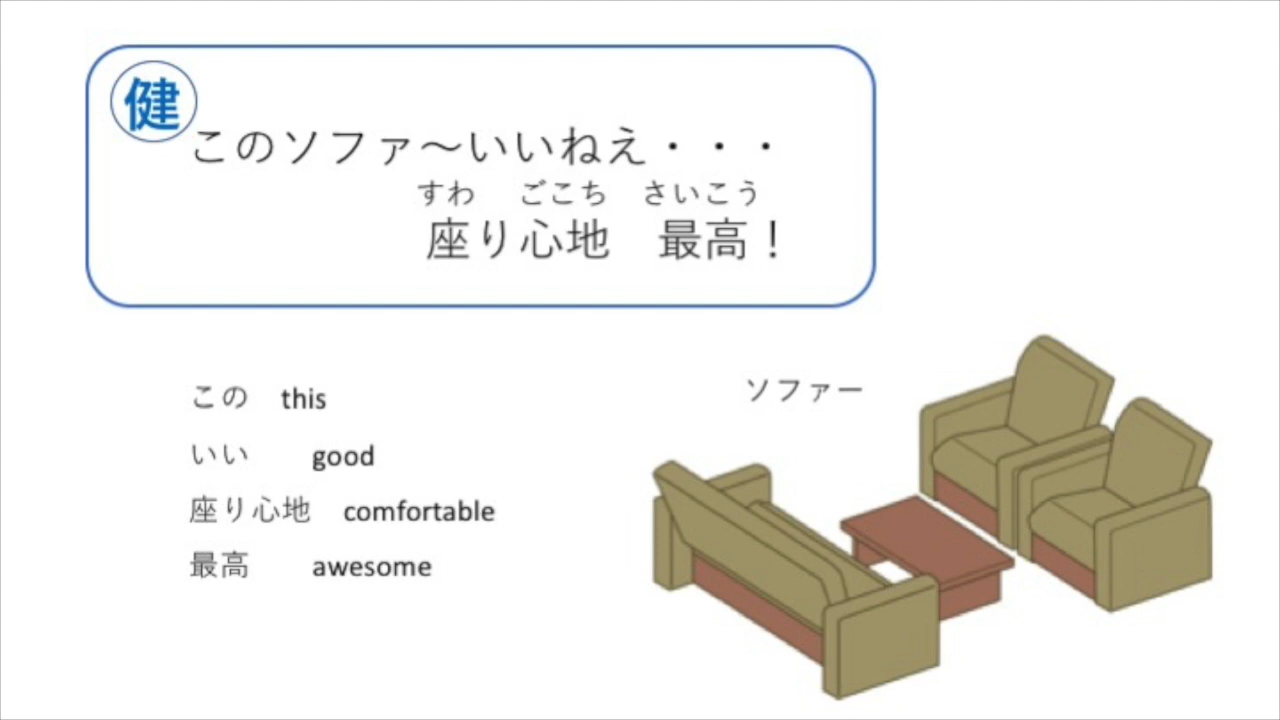 健
このソファ～いいねえ・・・
すわ　ごこち　さいこう
座り心地　最高！
この　this
いい　good
座り心地　comfortable
最高　awesome
ソファー